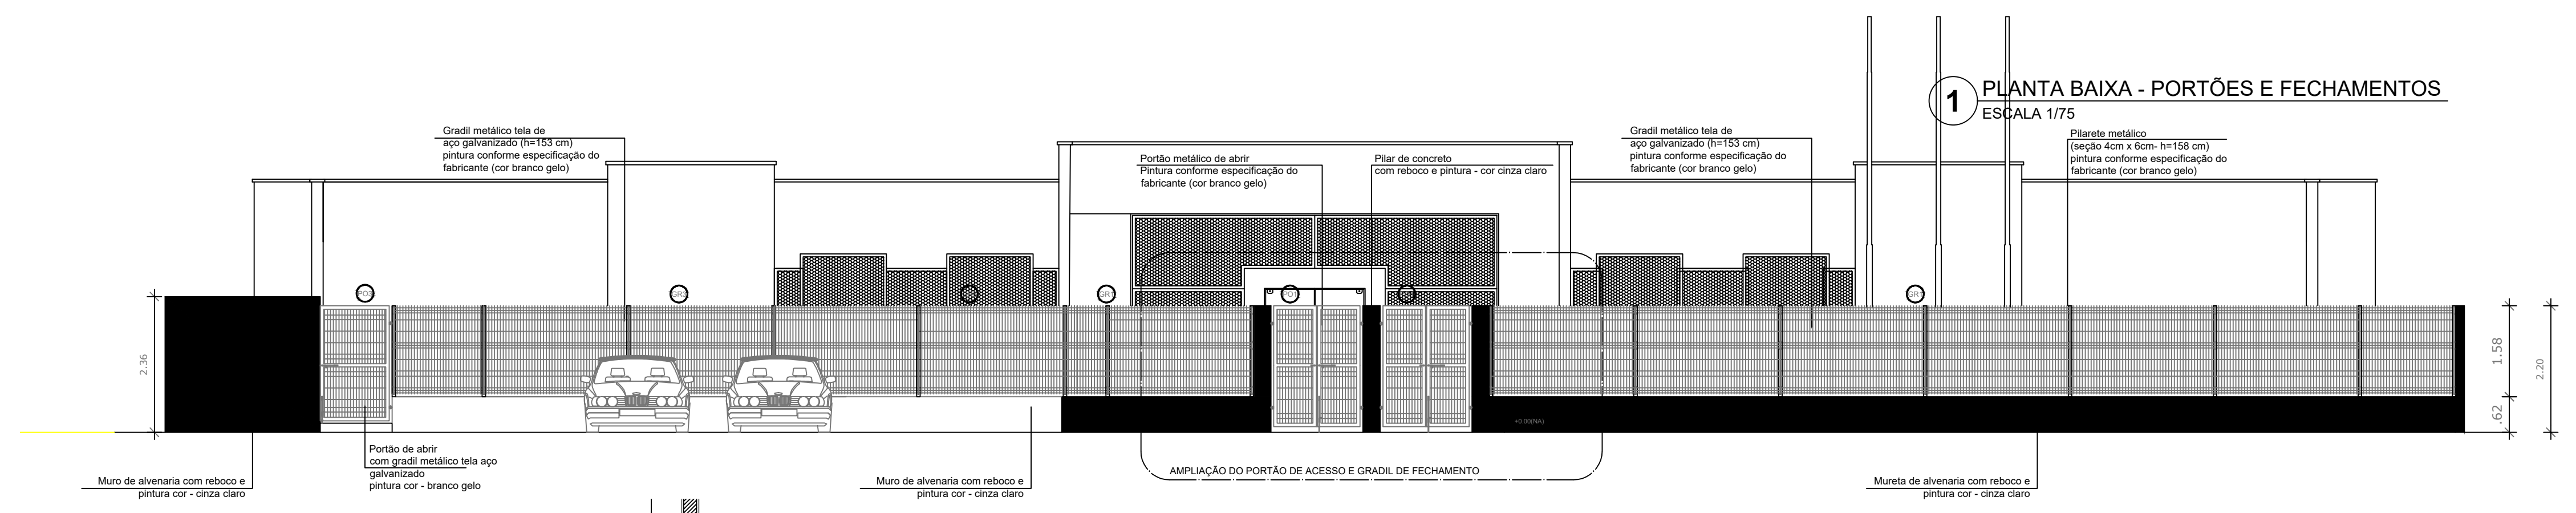 1
PLANTA BAIXA - PORTÕES E FECHAMENTOS
ESCALA 1/75
Gradil metálico tela de
aço galvanizado (h=153 cm)
pintura conforme especificação do
fabricante (cor branco gelo)
Portão metálico de abrir
Pintura conforme especificação do
fabricante (cor branco gelo)
Pilar de concreto
com reboco e pintura - cor cinza claro
Gradil metálico tela de
aço galvanizado (h=153 cm)
pintura conforme especificação do
fabricante (cor branco gelo)
Pilarete metálico
(seção 4cm x 6cm- h=158 cm)
pintura conforme especificação do
fabricante (cor branco gelo)
PO3
GR3
GR1
PO1
GR1
2.36
1.58
2.20
.62
+0.00(NA)
Portão de abrir
com gradil metálico tela aço
galvanizado
pintura cor - branco gelo
Muro de alvenaria com reboco e
pintura cor - cinza claro
Muro de alvenaria com reboco e
pintura cor - cinza claro
AMPLIAÇÃO DO PORTÃO DE ACESSO E GRADIL DE FECHAMENTO
Mureta de alvenaria com reboco e
pintura cor - cinza claro